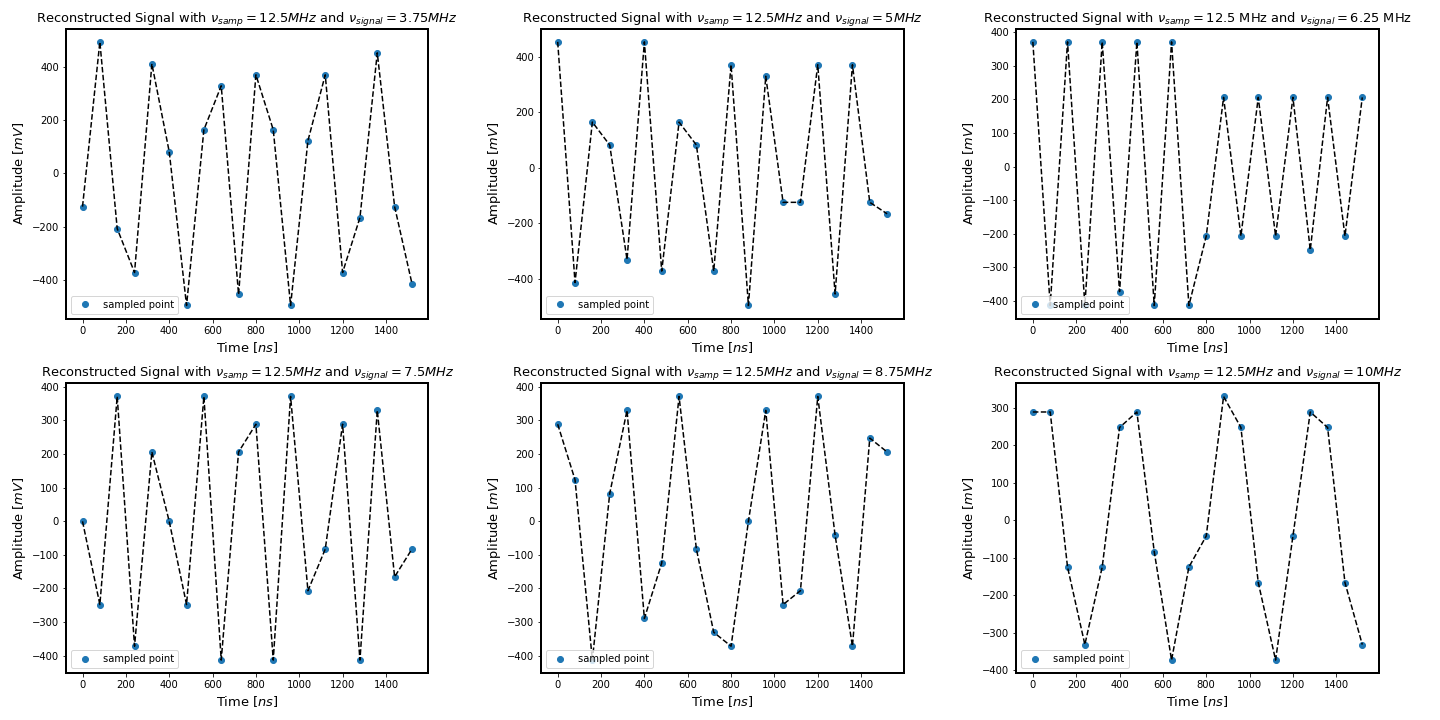 Reconstructed Signal with ν_samp = 12.5MHz and ν_signal = 3.75MHz
400
200
0
−200
−400
Amplitude [mV]
sampled point
0 200 400 600 800 1000 1200 1400
Time [ns]
Reconstructed Signal with ν_samp = 12.5MHz and ν_signal = 5MHz
400
200
0
−200
−400
Amplitude [mV]
sampled point
0 200 400 600 800 1000 1200 1400
Time [ns]
Reconstructed Signal with ν_samp = 12.5 MHz and ν_signal = 6.25 MHz
400
300
200
100
0
−100
−200
−300
−400
Amplitude [mV]
sampled point
0 200 400 600 800 1000 1200 1400
Time [ns]
Reconstructed Signal with ν_samp = 12.5MHz and ν_signal = 7.5MHz
400
300
200
100
0
−100
−200
−300
−400
Amplitude [mV]
sampled point
0 200 400 600 800 1000 1200 1400
Time [ns]
Reconstructed Signal with ν_samp = 12.5MHz and ν_signal = 8.75MHz
400
300
200
100
0
−100
−200
−300
−400
Amplitude [mV]
sampled point
0 200 400 600 800 1000 1200 1400
Time [ns]
Reconstructed Signal with ν_samp = 12.5MHz and ν_signal = 10MHz
300
200
100
0
−100
−200
−300
−400
Amplitude [mV]
sampled point
0 200 400 600 800 1000 1200 1400
Time [ns]